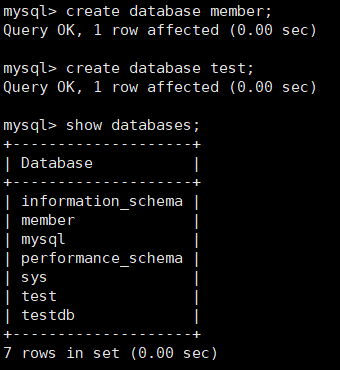 mysql> create database member;
Query OK, 1 row affected (0.00 sec)
mysql> create database test;
Query OK, 1 row affected (0.00 sec)
mysql> show databases;
+--------------------+
| Database           |
+--------------------+
| information_schema |
| member             |
| mysql              |
| performance_schema |
| sys                |
| test               |
| testdb             |
+--------------------+
7 rows in set (0.00 sec)